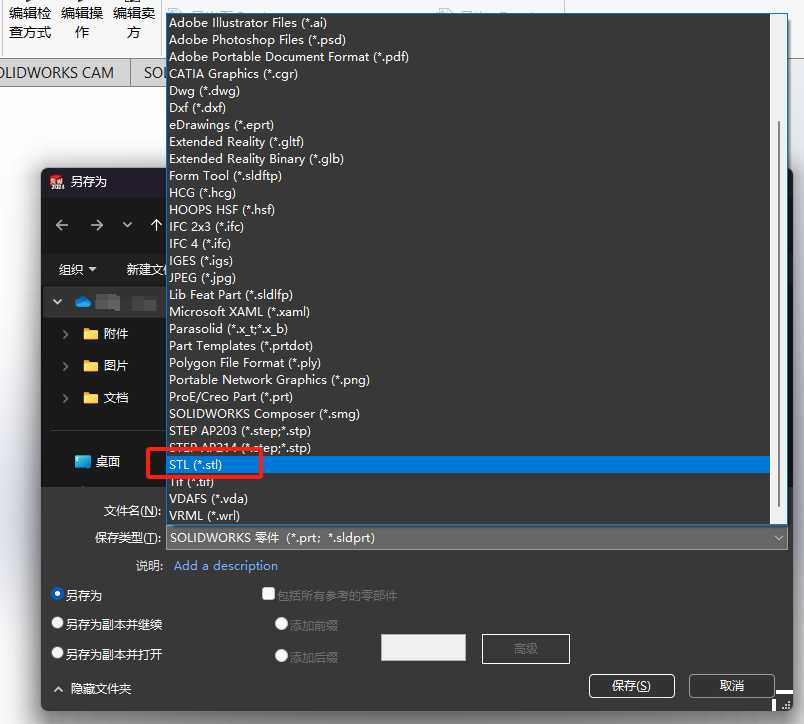 编辑检
查方式
编辑操
作
编辑卖
方
OLIDWORKS CAM
SO
Adobe Illustrator Files (*.ai)
Adobe Photoshop Files (*.psd)
Adobe Portable Document Format (*.pdf)
CATIA Graphics (*.cgr)
Dwg (*.dwg)
Dxf (*.dxf)
eDrawings (*.eprt)
Extended Reality (*.gltf)
Extended Reality Binary (*.glb)
Form Tool (*.sldftp)
HCG (*.hcg)
HOOPS HSF (*.hsf)
IFC 2x3 (*.ifc)
IFC 4 (*.ifc)
IGES (*.igs)
JPEG (*.jpg)
Lib Feat Part (*.sldlfp)
Microsoft XAML (*.xaml)
Parasolid (*.x_t;*.x_b)
Part Templates (*.prtdot)
Polygon File Format (*.ply)
Portable Network Graphics (*.png)
ProE/Creo Part (*.prt)
SOLIDWORKS Composer (*.smg)
STEP AP203 (*.step;*.stp)
STEP AP214 (*.step;*.stp)
STL (*.stl)
Tif (*.tif)
VDAFS (*.vda)
VRML (*.wrl)
另存为
组织
新建文
附件
图片
文档
桌面
文件名(N):
保存类型(T):
SOLIDWORKS 零件 (*.prt; *.sldprt)
说明:
Add a description
另存为
包括所有参考的零部件
另存为副本并继续
添加前缀
另存为副本并打开
添加后缀
高级
隐藏文件夹
保存(S)
取消